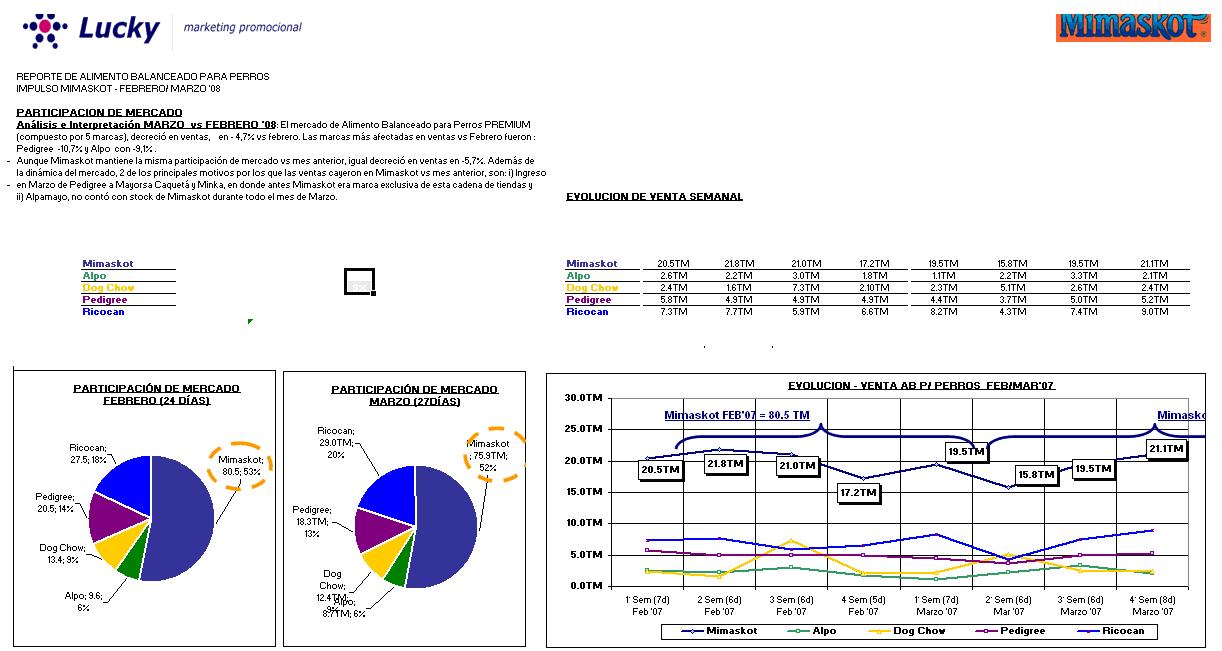 Lucky
marketing promocional
Mimaskot
REPORTE DE ALIMENTO BALANCEADO PARA PERROS
IMPULSO MIMASKOT - FEBRERO/ MARZO '08
PARTICIPACION DE MERCADO
Análisis e Interpretación MARZO vs FEBRERO '08: El mercado de Alimento Balanceado para Perros PREMIUM
(compuesto por 5 marcas), decreció en ventas, en - 4,7% vs febrero. Las marcas más afectadas en ventas vs Febrero fueron :
Pedigree -10,7% y Alpo con -9,1% .
- Aunque Mimaskot mantiene la misma participación de mercado vs mes anterior, igual decreció en ventas en -5,7%. Además de
la dinámica del mercado, 2 de los principales motivos por los que las ventas cayeron en Mimaskot vs mes anterior, son: i) Ingreso
- en Marzo de Pedigree a Mayorsa Caquetá y Minka, en donde antes Mimaskot era marca exclusiva de esta cadena de tiendas y
ii) Alpamayo, no contó con stock de Mimaskot durante todo el mes de Marzo.
EVOLUCION DE VENTA SEMANAL
Mimaskot
Alpo
Dog Chow
Pedigree
Ricocan
Mimaskot 20.5TM 21.8TM 21.0TM 17.2TM 19.5TM 15.8TM 19.5TM 21.1TM
Alpo 2.6TM 2.2TM 3.0TM 1.8TM 1.1TM 2.2TM 3.3TM 2.1TM
Dog Chow 2.4TM 1.6TM 7.3TM 2.10TM 2.3TM 5.1TM 2.6TM 2.4TM
Pedigree 5.8TM 4.9TM 4.9TM 4.9TM 4.4TM 3.7TM 5.0TM 5.2TM
Ricocan 7.3TM 7.7TM 5.9TM 6.6TM 8.2TM 4.3TM 7.4TM 9.0TM
PARTICIPACIÓN DE MERCADO
FEBRERO (24 DÍAS)
Ricocan;
27.5; 18%
Mimaskot;
80.5; 53%
Pedigree;
20.5; 14%
Dog Chow;
13.4; 9%
Alpo; 9.6;
6%
PARTICIPACIÓN DE MERCADO
MARZO (27DÍAS)
Ricocan;
29.0TM;
20%
Mimaskot
; 75.9TM;
52%
Pedigree;
18.3TM;
13%
Dog
Chow;
12.4TM;
9%
Alpo;
8.7TM; 6%
EVOLUCION - VENTA AB P/ PERROS FEB/MAR'07
30.0TM
25.0TM
20.0TM
15.0TM
10.0TM
5.0TM
0.0TM
Mimaskot FEB'07 = 80.5 TM
Mimasko
20.5TM
21.8TM
21.0TM
17.2TM
19.5TM
15.8TM
19.5TM
21.1TM
1' Sem (7d) 2 Sem (6d) 3 Sem (6d) 4 Sem (5d) 1' Sem (7d) 2' Sem (6d) 3' Sem (6d) 4' Sem (8d)
Feb '07 Feb '07 Feb '07 Feb '07 Marzo '07 Mar '07 Marzo '07 Marzo '07
Mimaskot Alpo Dog Chow Pedigree Ricocan